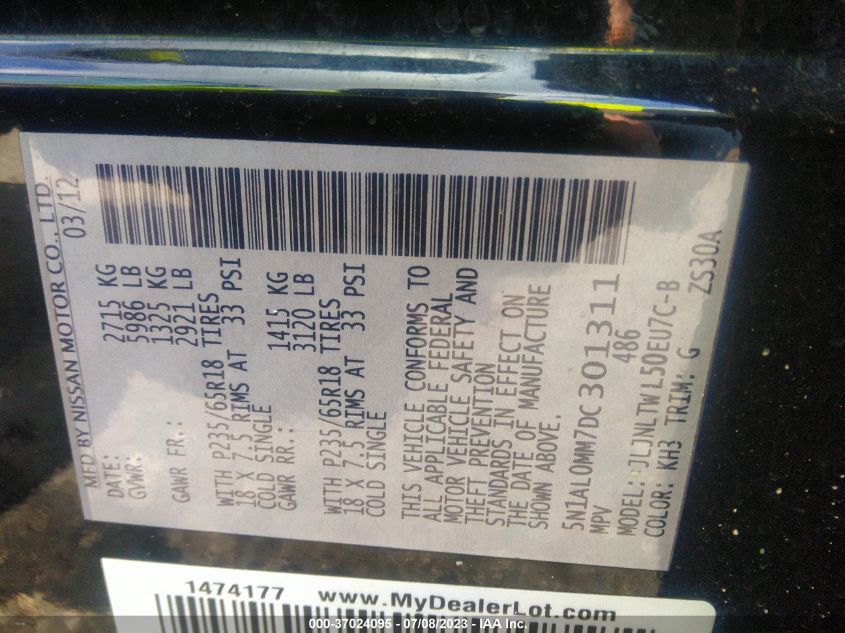 MFD BY NISSAN MOTOR CO., LTD.
DATE: 03/12
GVWR: 2715 KG
5986 LB
GAWR FR.: 1325 KG
2921 LB
WITH P235/65R18 TIRES
18 X 7.5 RIMS AT 33 PSI
COLD SINGLE
GAWR RR.: 1415 KG
3120 LB
WITH P235/65R18 TIRES
18 X 7.5 RIMS AT 33 PSI
COLD SINGLE
THIS VEHICLE CONFORMS TO
ALL APPLICABLE FEDERAL
MOTOR VEHICLE SAFETY AND
THEFT PREVENTION
STANDARDS IN EFFECT ON
THE DATE OF MANUFACTURE
SHOWN ABOVE.
5N1AL0MM7DC301311
MPV 486
MODEL: JLJNLTWL50EU7C-B
COLOR: KH3 TRIM: G ZS30A
1474177 www.MyDealerLot.com
000-37024095 - 07/08/2023 - IAA Inc.